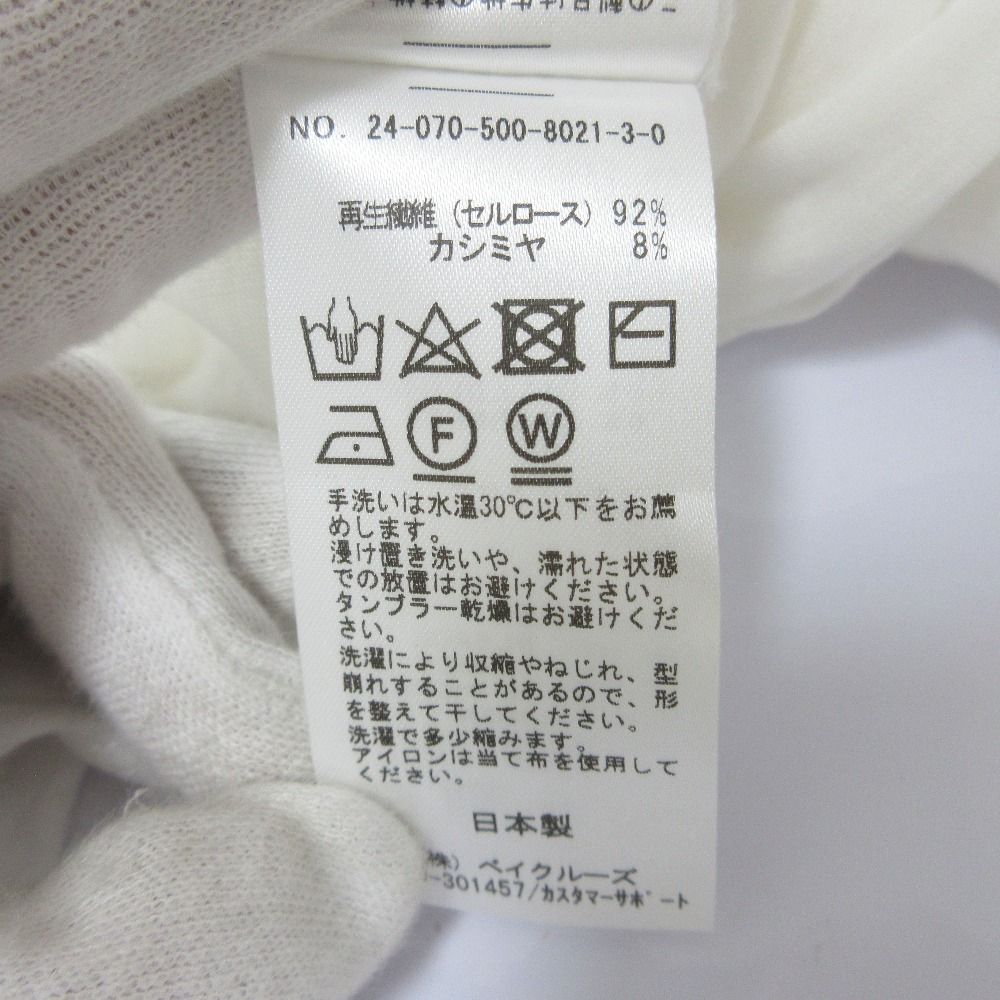 NO. 24-070-500-8021-3-0
再生繊維(セルロース) 92%
カシミヤ 8%
F
W
手洗いは水温30℃以下をお薦
めします。
浸け置き洗いや、濡れた状態
での放置はお避けください。
タンブラー乾燥はお避けくだ
さい。
洗濯により収縮やねじれ、型
崩れすることがあるので、形
を整えて干してください。
洗濯で多少縮みます。
アイロンは当て布を使用して
ください。
日本製
株) ベイクルーズ
-301457/カスタマーサポート